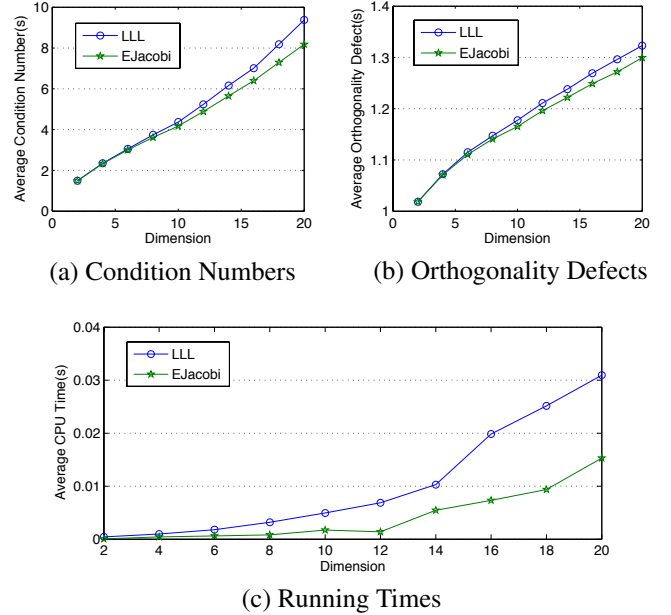 Average Condition Number(s)
10
8
6
4
2
0
0 5 10 15 20
Dimension
LLL
EJacobi
(a) Condition Numbers
Average Orthogonality Defect(s)
1.4
1.3
1.2
1.1
1
0 5 10 15 20
Dimension
LLL
EJacobi
(b) Orthogonality Defects
Average CPU Time(s)
0.04
0.03
0.02
0.01
0
2 4 6 8 10 12 14 16 18 20
Dimension
LLL
EJacobi
(c) Running Times